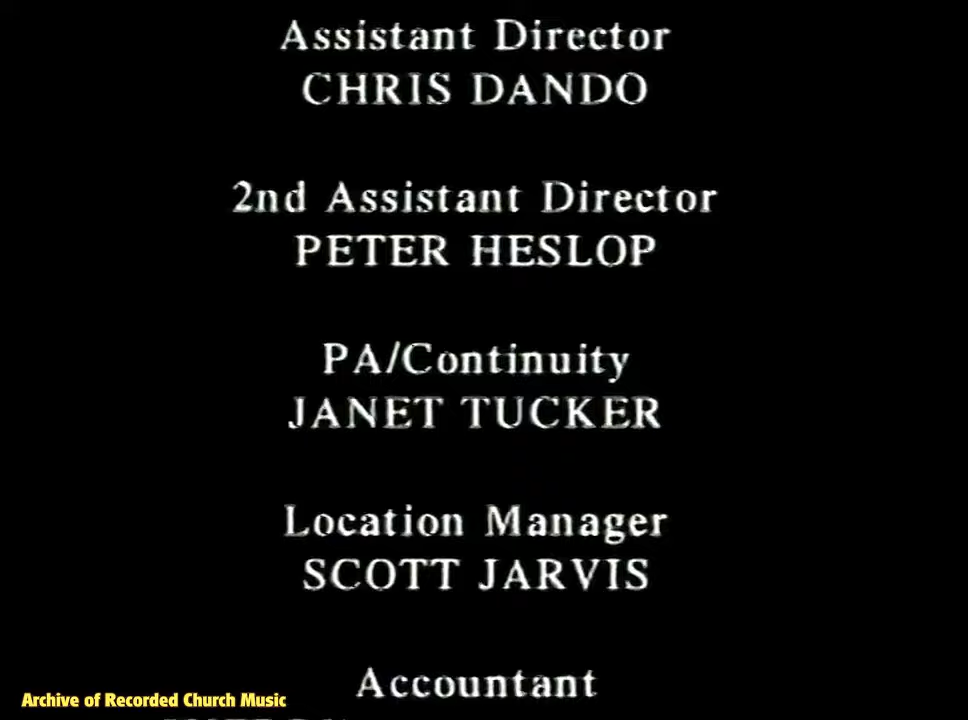 Assistant Director
CHRIS DANDO
2nd Assistant Director
PETER HESLOP
PA/Continuity
JANET TUCKER
Location Manager
SCOTT JARVIS
Accountant
Archive of Recorded Church Music